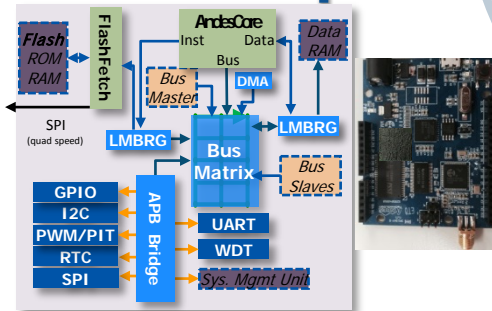 Flash
ROM
RAM
FlashFetch
AndesCore
Inst
Data
Bus
Data
RAM
Bus
Master
DMA
SPI
(quad speed)
LMBRG
LMBRG
Bus
Matrix
Bus
Slaves
GPIO
I2C
PWM/PIT
RTC
SPI
APB Bridge
UART
WDT
Sys. Mgmt Unit